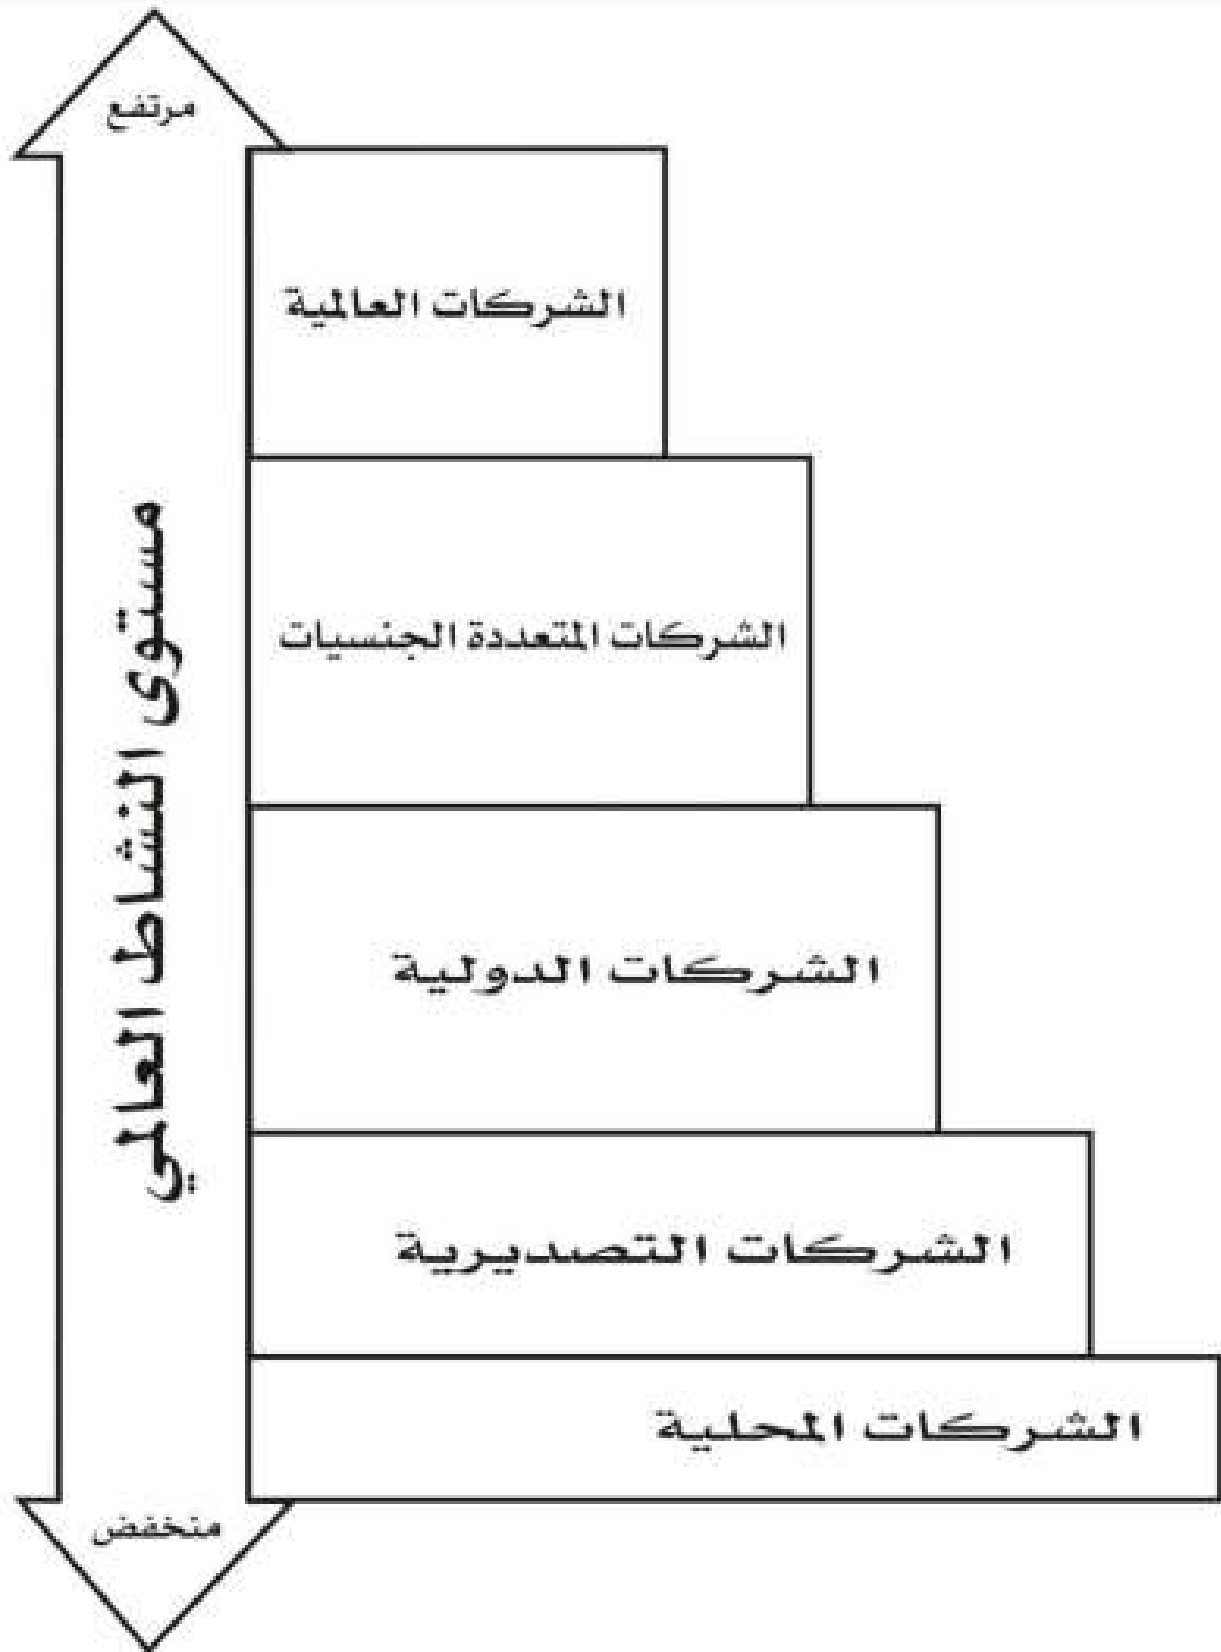 مرتفع
مستوى النشاط العالمي
منخفض
الشركات العالمية
الشركات المتعددة الجنسيات
الشركات الدولية
الشركات التصديرية
الشركات المحلية